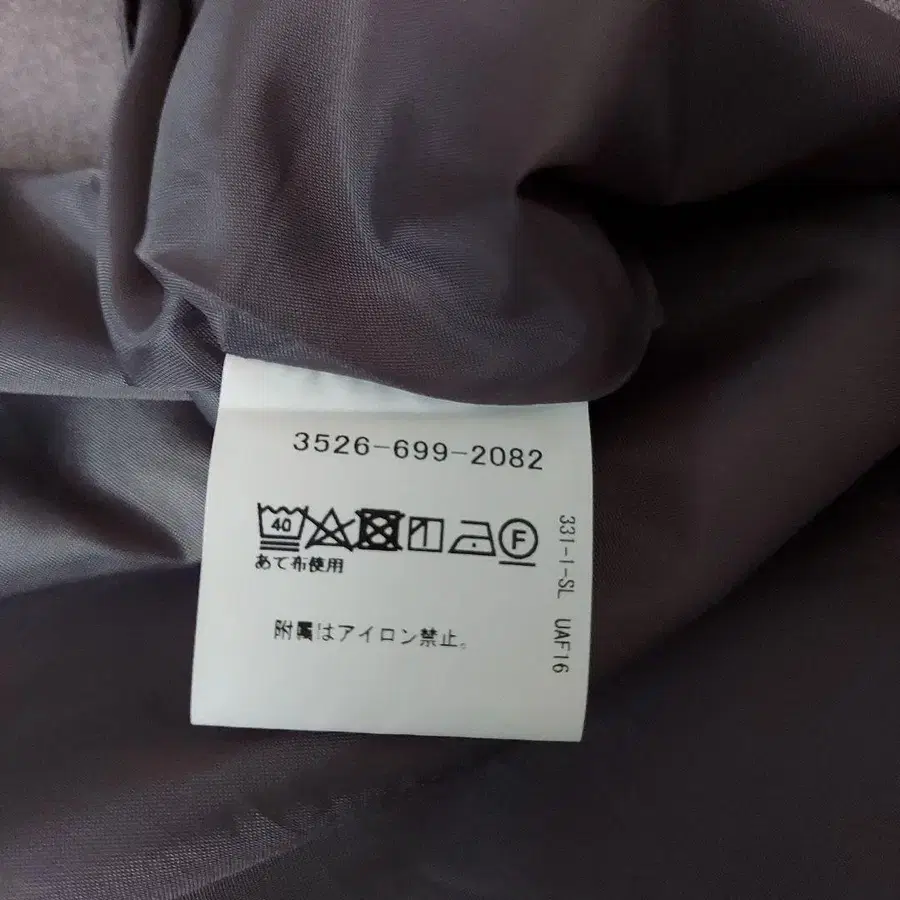 3526-699-2082
40
F
あて布使用
附属はアイロン禁止。
331-1-SL UAF16